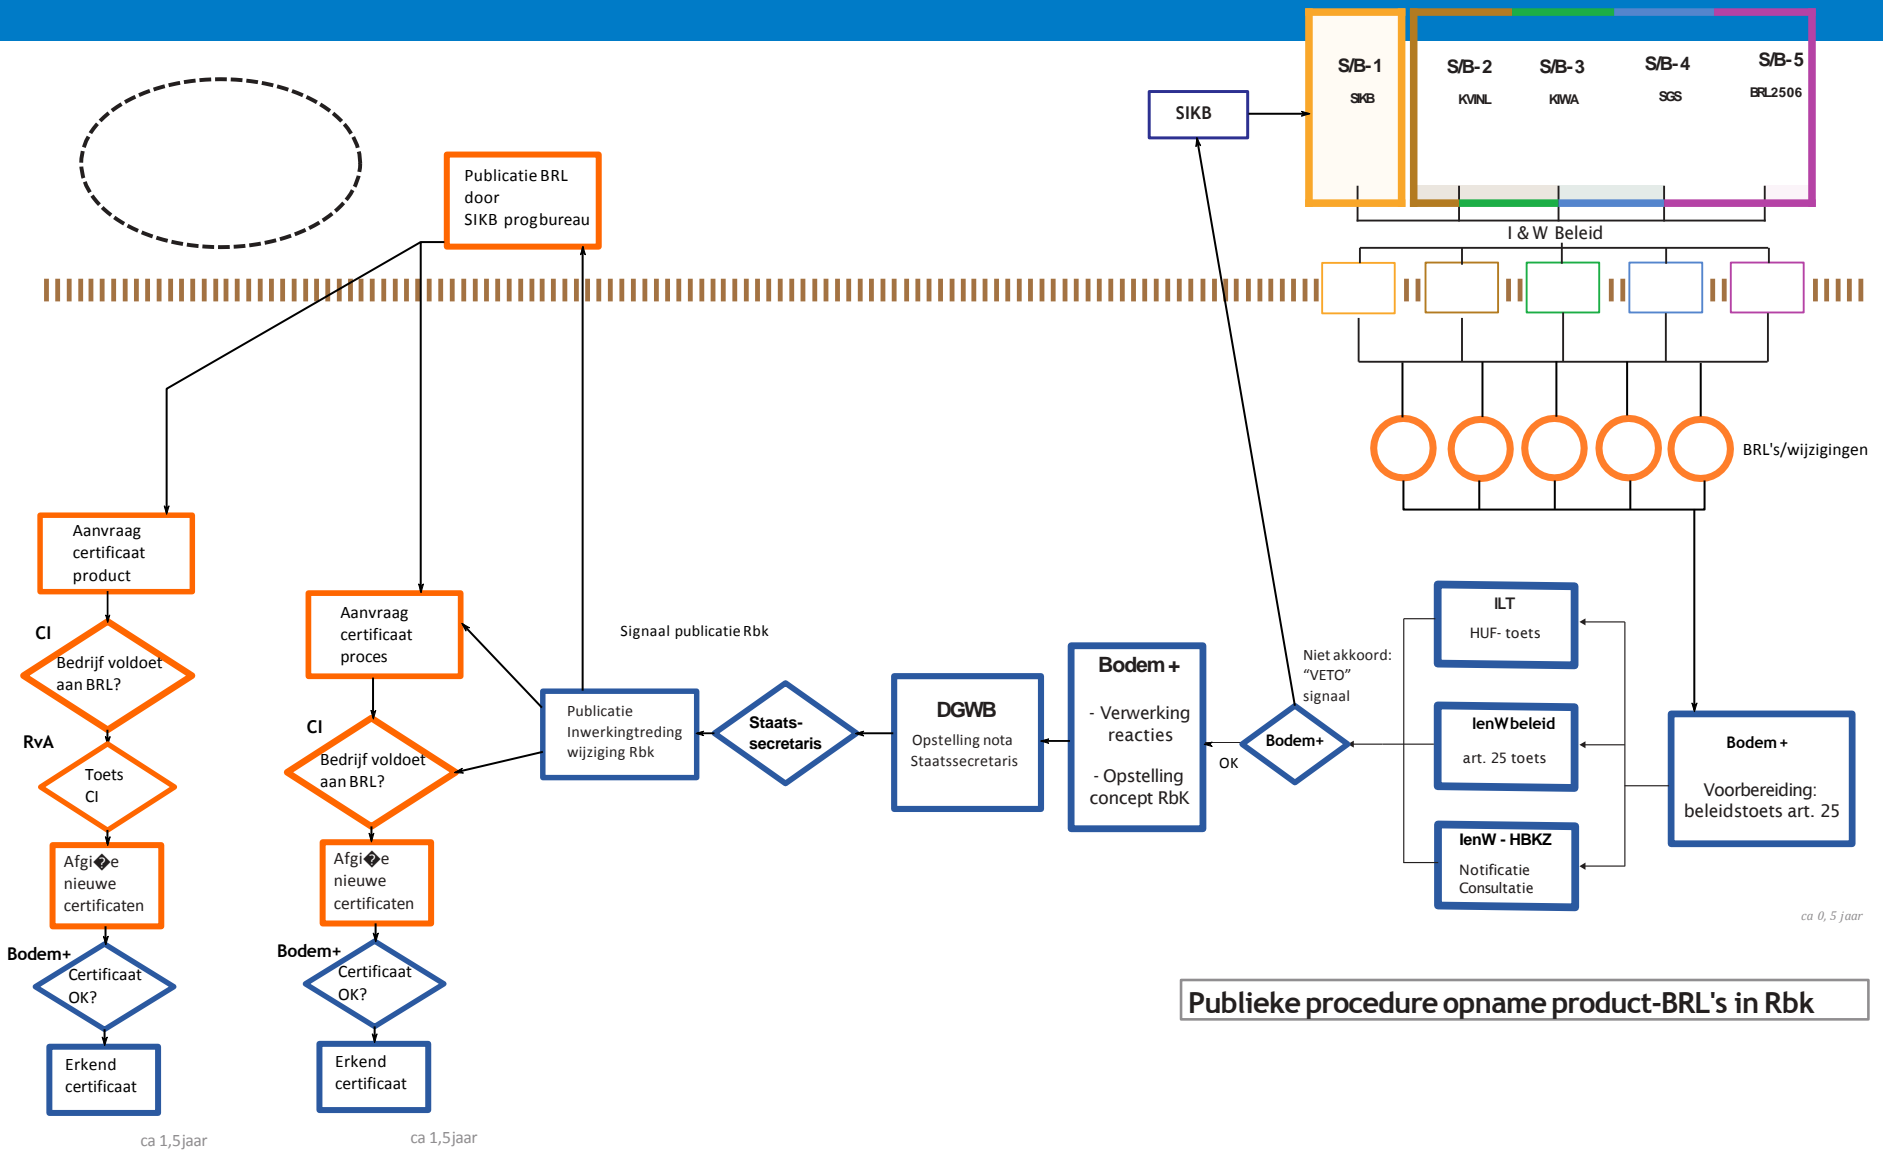 S/B-1
SIKB
S/B-2
KVINL
S/B-3
KIWA
S/B-4
SGS
S/B-5
BRL2506
SIKB
I & W Beleid
Publicatie BRL
door
SIKB progbureau
BRL's/wijzigingen
Aanvraag
certificaat
product
CI
Bedrijf voldoet
aan BRL?
RvA
Toets
CI
Afgi�e
nieuwe
certificaten
Bodem+
Certificaat
OK?
Erkend
certificaat
ca 1,5jaar
Aanvraag
certificaat
proces
CI
Bedrijf voldoet
aan BRL?
Afgi�e
nieuwe
certificaten
Bodem+
Certificaat
OK?
Erkend
certificaat
ca 1,5jaar
Signaal publicatie Rbk
Publicatie
Inwerkingtreding
wijziging Rbk
Staats-
secretaris
DGWB
Opstelling nota
Staatssecretaris
Bodem +
- Verwerking
reacties
- Opstelling
concept RbK
OK
Bodem+
Niet akkoord:
“VETO”
signaal
ILT
HUF- toets
IenW beleid
art. 25 toets
IenW - HBKZ
Notificatie
Consultatie
Bodem +
Voorbereiding:
beleidstoets art. 25
ca 0, 5 jaar
Publieke procedure opname product-BRL's in Rbk